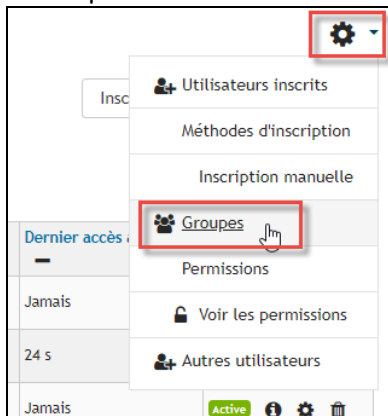 Utilisateurs inscrits
Insc
Méthodes d'inscription
Inscription manuelle
Groupes
Dernier accès
Permissions
Jamais
Voir les permissions
24 s
Autres utilisateurs
Jamais
Active